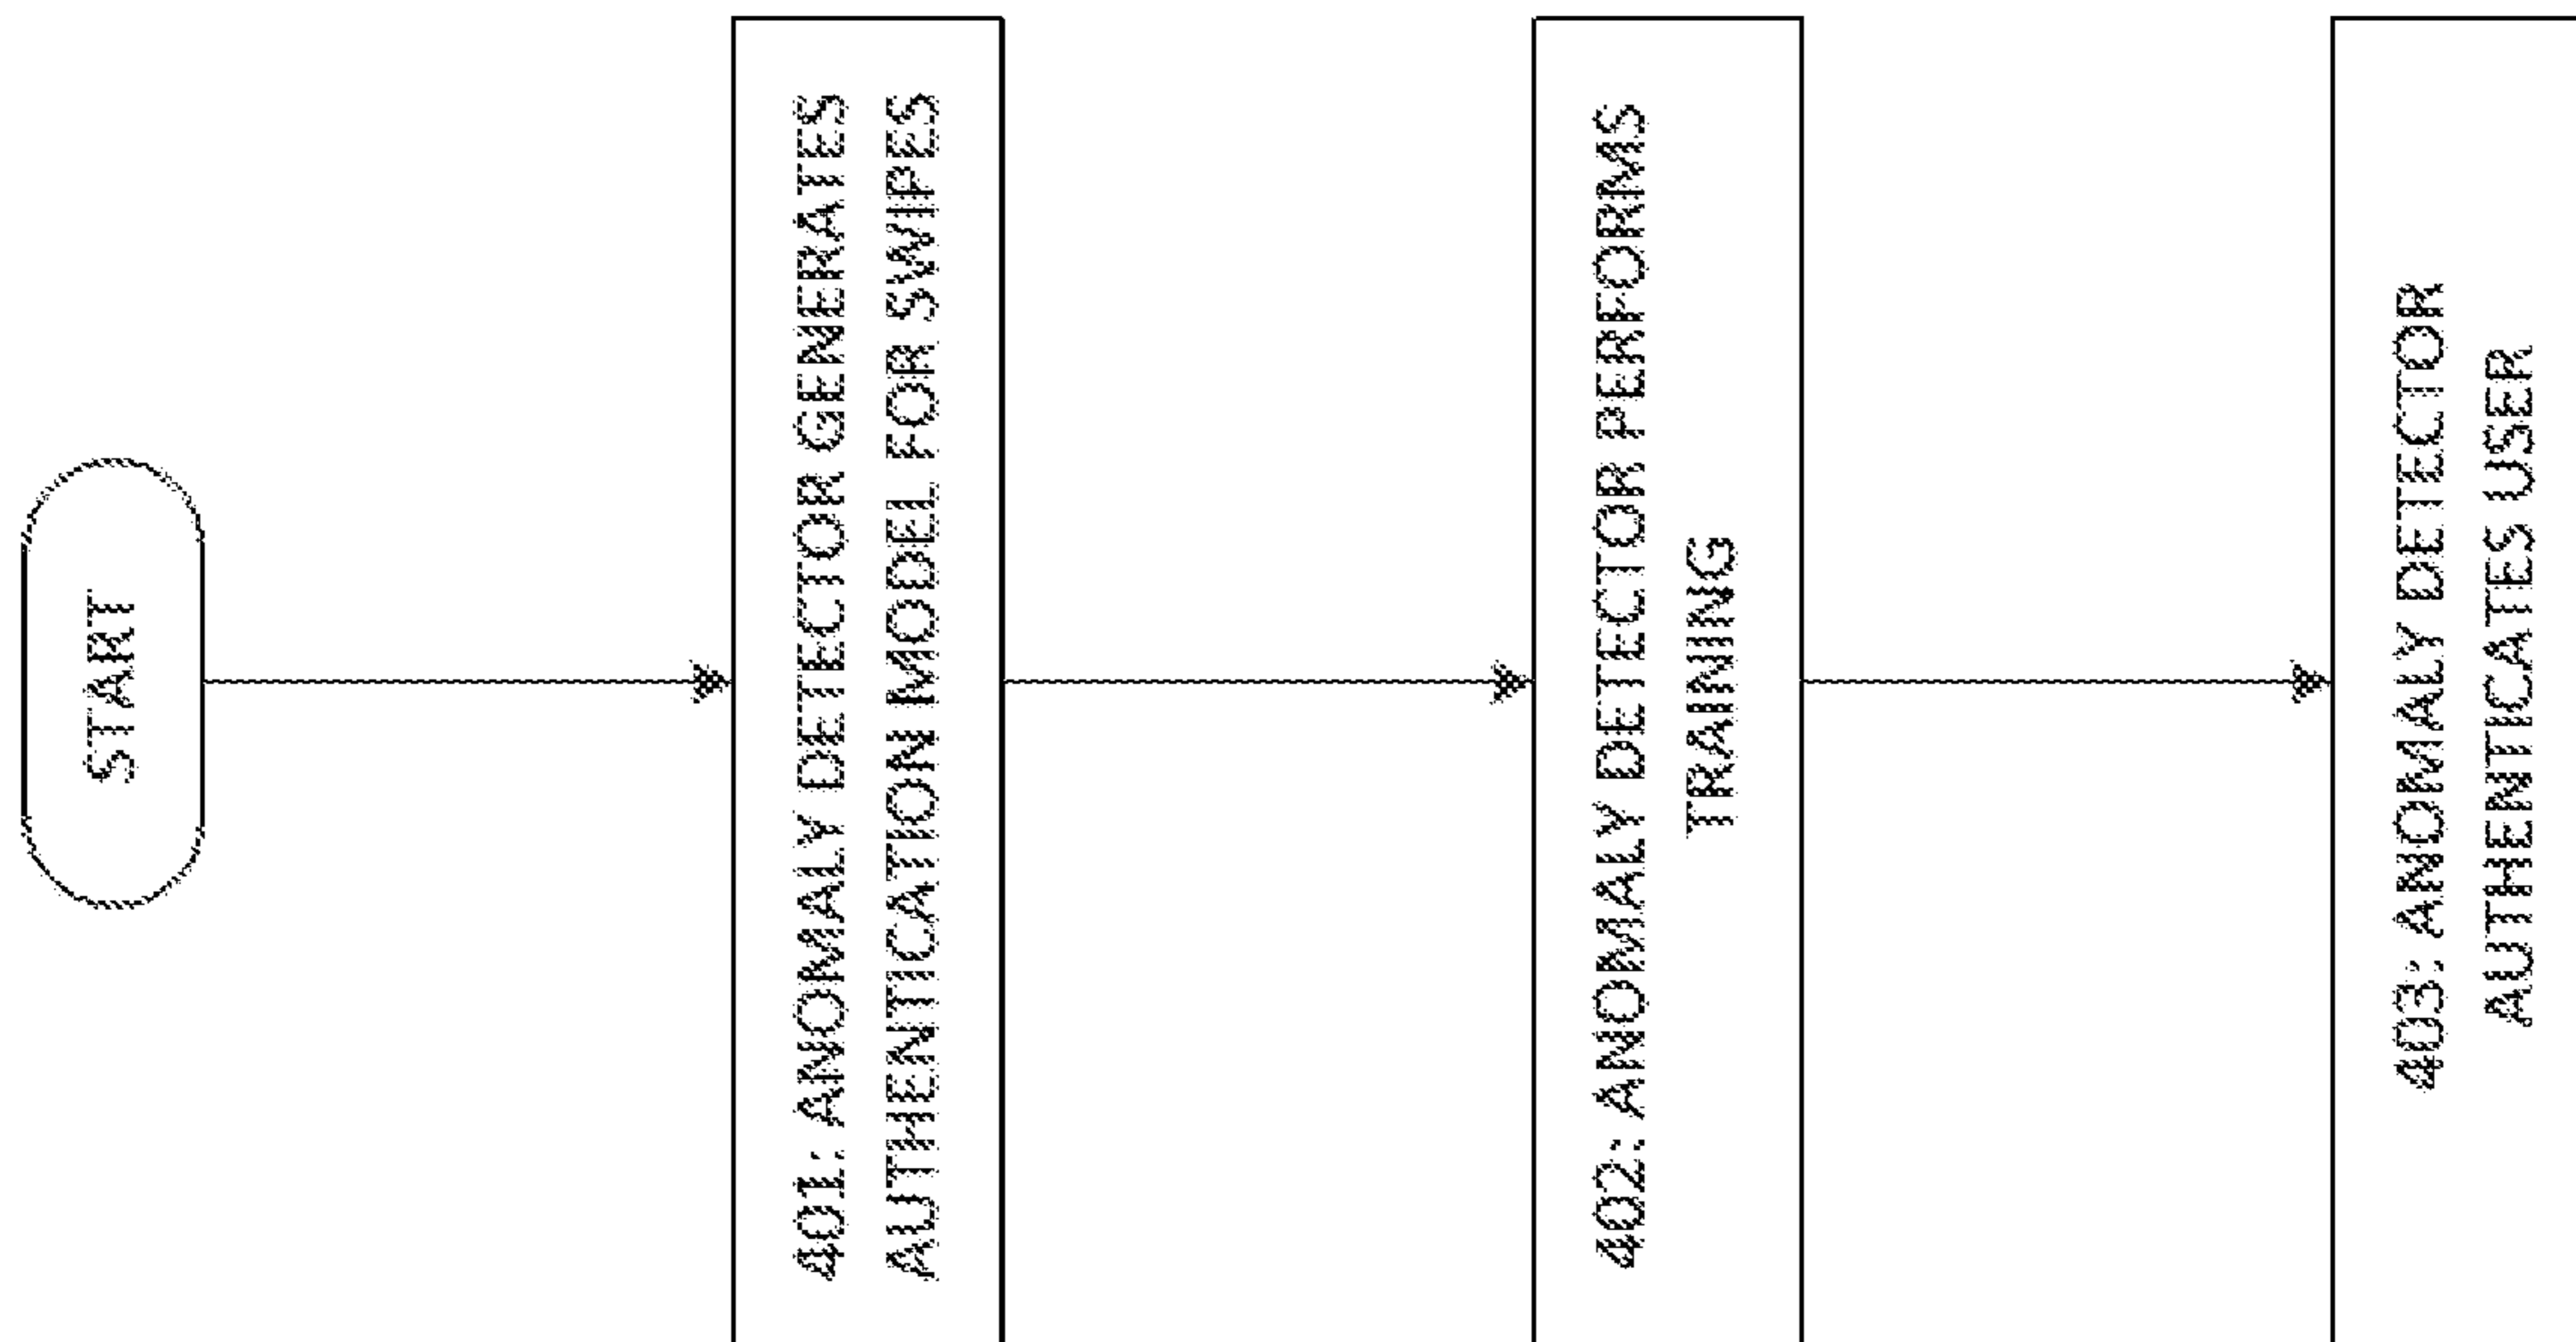 START
401: ANOMALY DETECTOR GENERATES
AUTHENTICATION MODEL FOR SWIPES
402: ANOMALY DETECTOR PERFORMS
TRAINING
403: ANOMALY DETECTOR
AUTHENTICATES USER